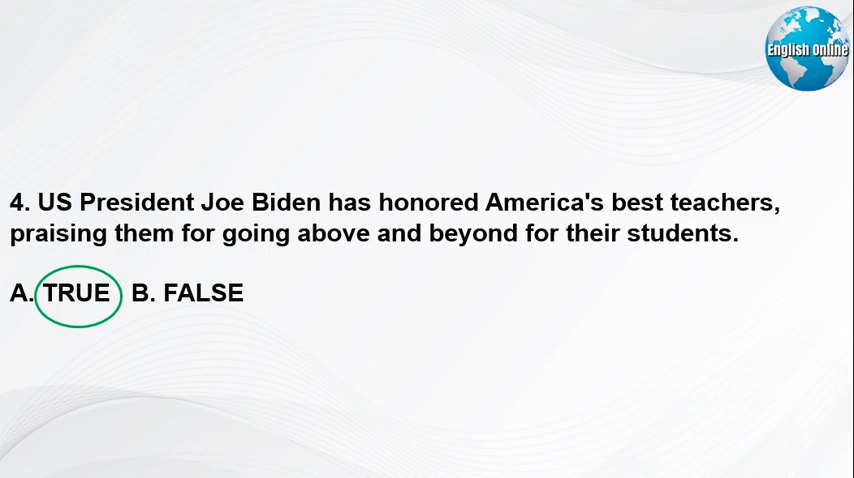 English Online
4. US President Joe Biden has honored America's best teachers,
praising them for going above and beyond for their students.
A. TRUE B. FALSE